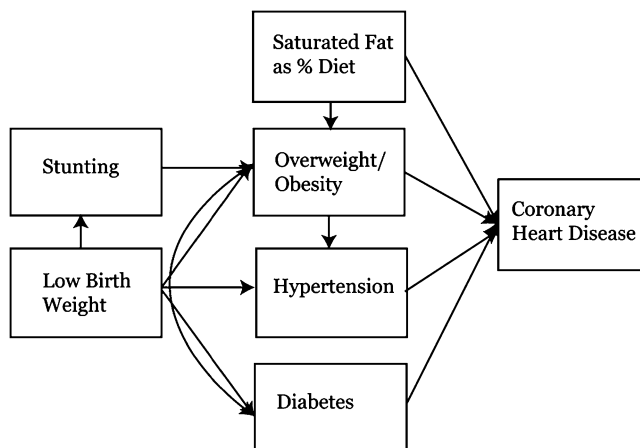 Saturated Fat
as % Diet
Stunting
Overweight/
Obesity
Coronary
Heart Disease
Low Birth
Weight
Hypertension
Diabetes